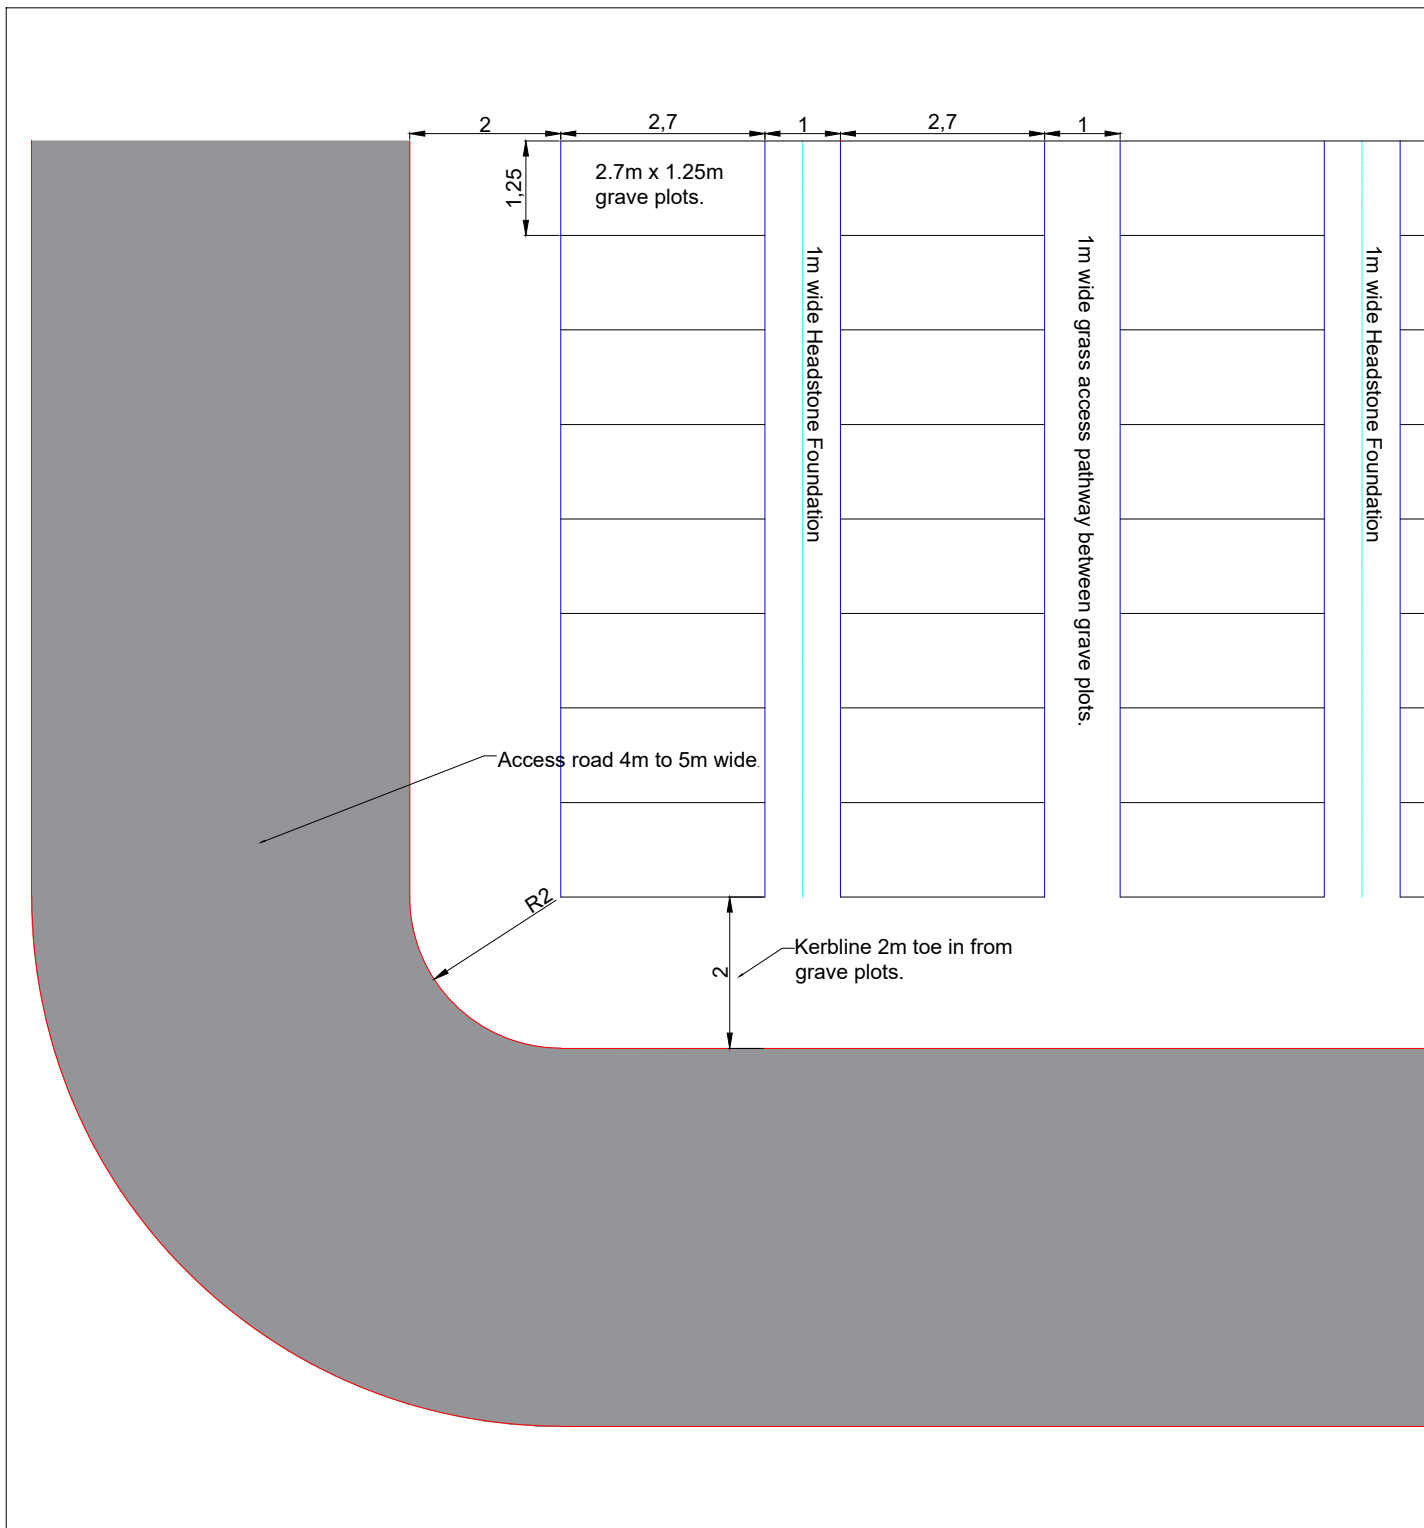 2
2,7
1
2,7
1
1,25
2.7m x 1.25m
grave plots.
1m wide Headstone Foundation
1m wide grass access pathway between grave plots.
1m wide Headstone Foundation
Access road 4m to 5m wide.
R2
2
Kerbline 2m toe in from
grave plots.